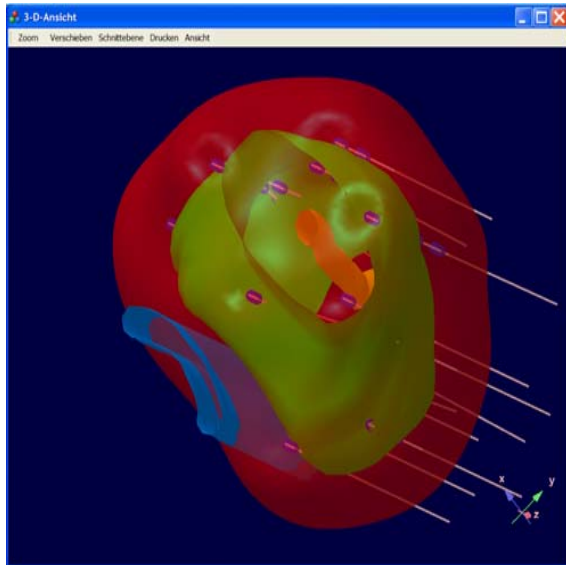 3-D-Ansicht
Zoom Verschieben Schnittebene Drucken Ansicht
x y
z